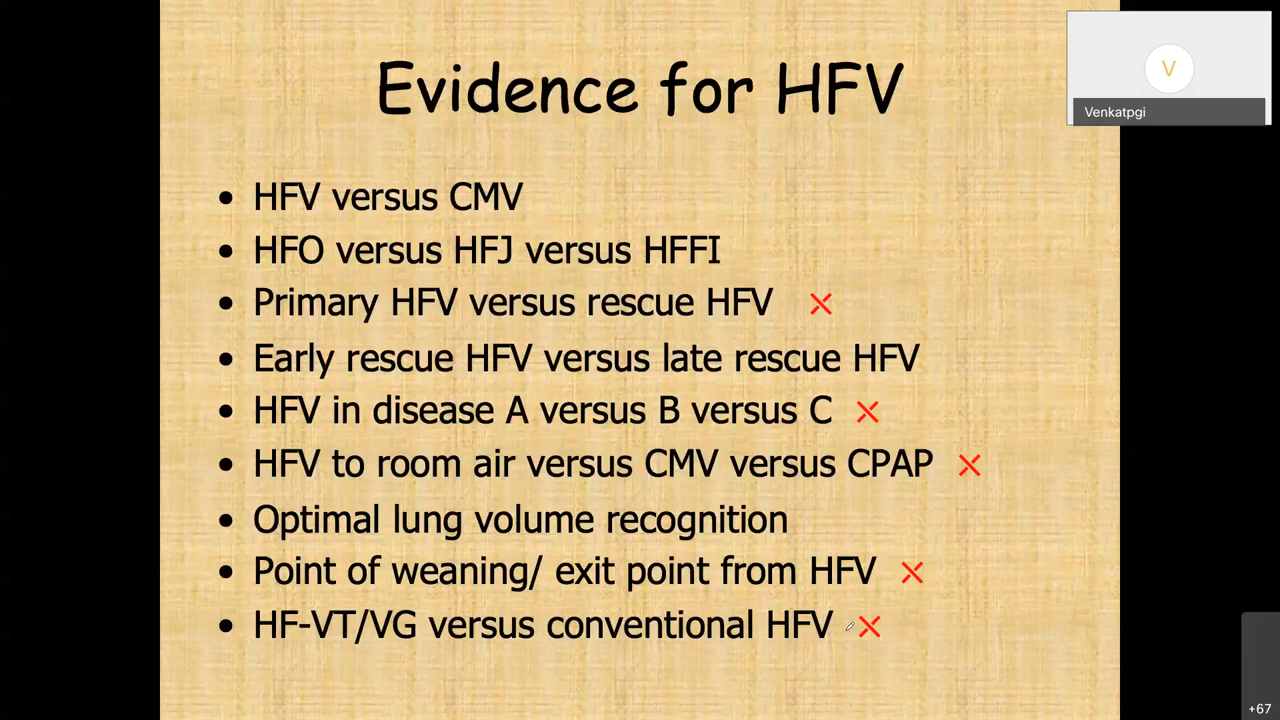 Evidence for HFV
V
Venkatpgi
• HFV versus CMV
• HFO versus HFJ versus HFFI
• Primary HFV versus rescue HFV
• Early rescue HFV versus late rescue HFV
• HFV in disease A versus B versus C
• HFV to room air versus CMV versus CPAP
• Optimal lung volume recognition
• Point of weaning/ exit point from HFV
• HF-VT/VG versus conventional HFV
+67